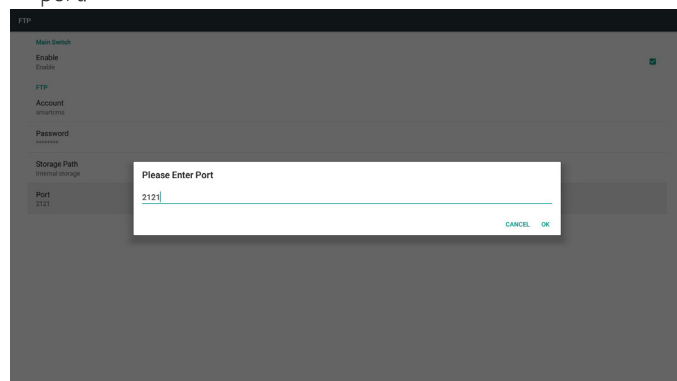 FTP
Main Switch
Enable
Enable
FTP
Account
smartcms
Password
********
Storage Path
Internal storage
Port
2121
Please Enter Port
2121
CANCEL OK